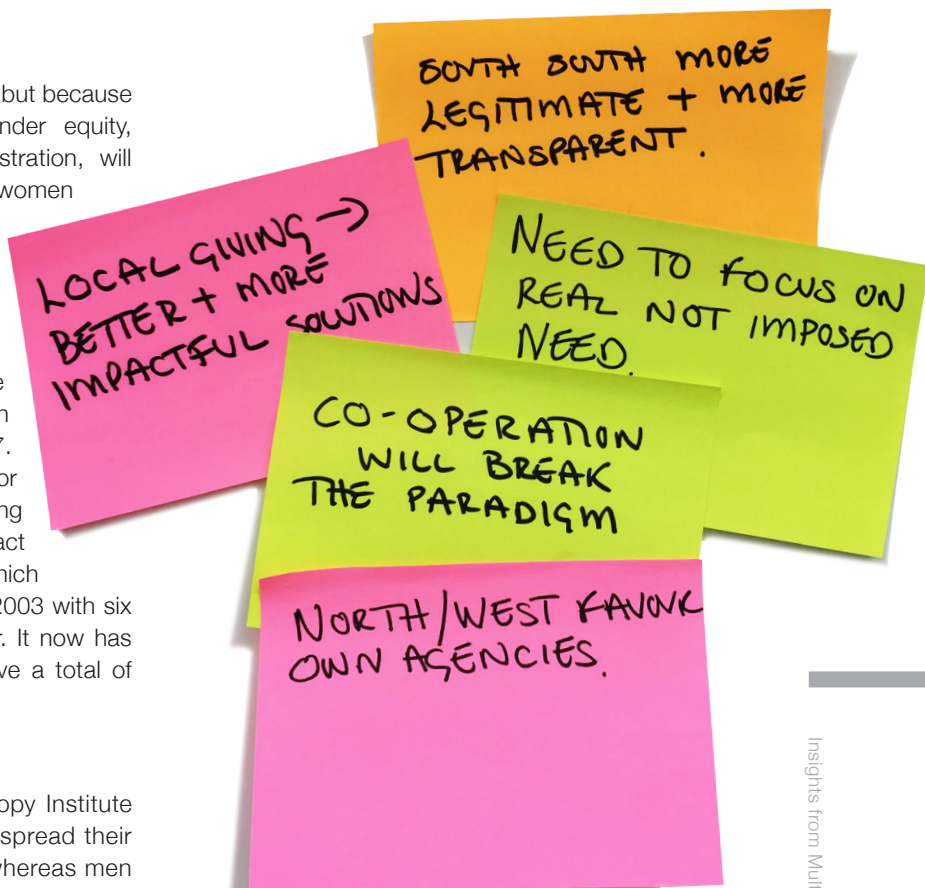 but because
nder equity,
stration, will
women
e
n
7.
or
ng
act
hich
2003 with six
r. It now has
ve a total of
opy Institute
spread their
whereas men
SOUTH SOUTH MORE
LEGITIMATE + MORE
TRANSPARENT.
LOCAL GIVING →
BETTER + MORE
IMPACTFUL SOLUTIONS
NEED TO FOCUS ON
REAL NOT IMPOSED
NEED.
CO-OPERATION
WILL BREAK
THE PARADIGM
NORTH/WEST FAVOUR
OWN AGENCIES.
Insights from Mul